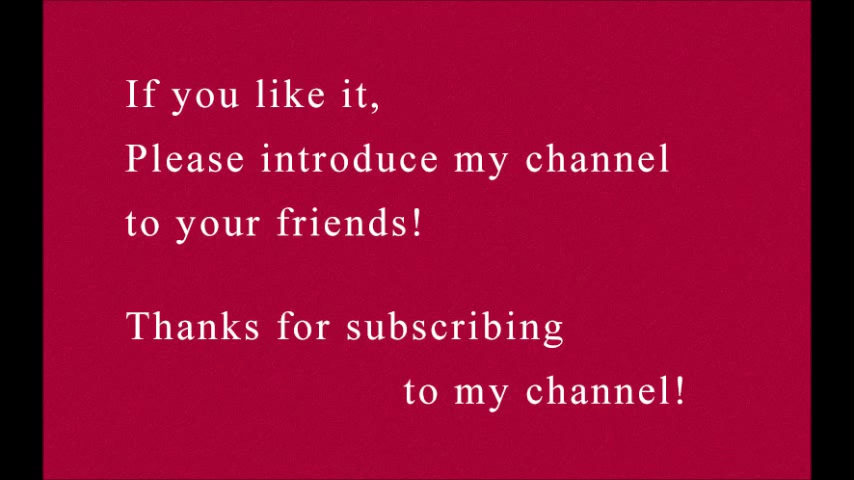 If you like it,
Please introduce my channel
to your friends!
Thanks for subscribing
to my channel!